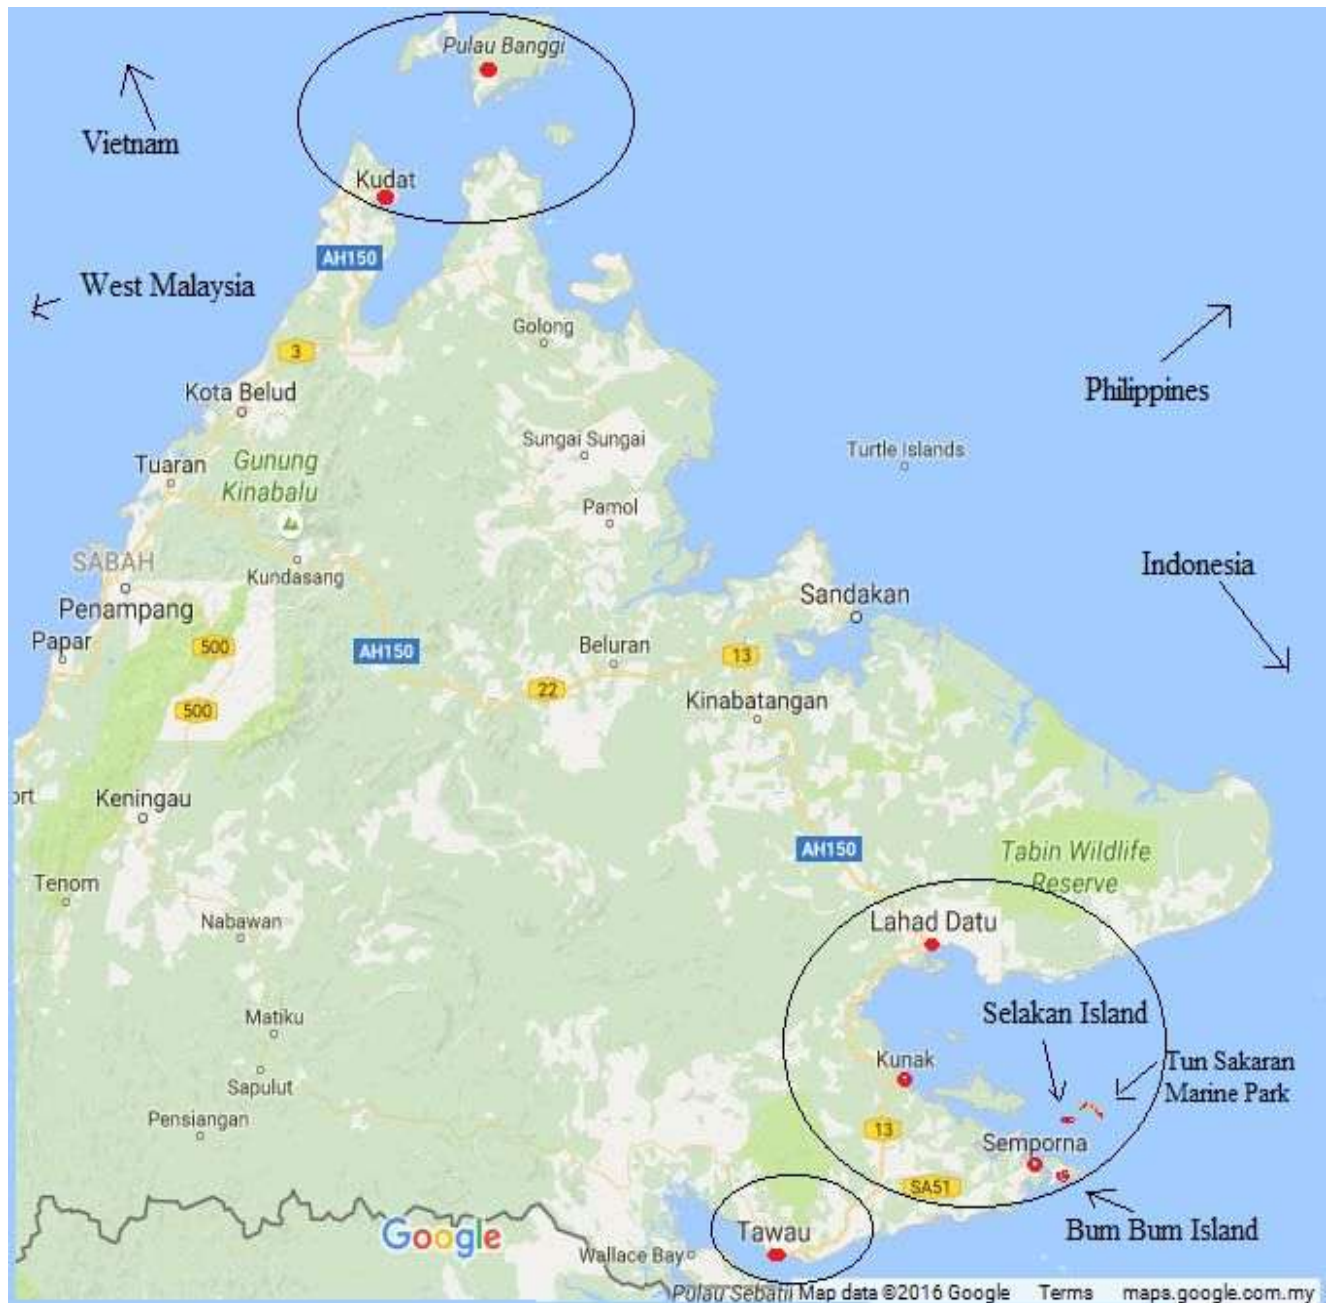 Pulau Banggi
Vietnam
Kudat
AH150
West Malaysia
3
Golong
Philippines
Kota Belud
Sungai Sungai
Turtle Islands
Tuaran
Gunung
Kinabalu
Pamol
SABAH
Kundasang
Indonesia
Penampang
Sandakan
Papar
500
AH150
Beluran
13
22
Kinabatangan
500
ort
Keningau
AH150
Tabin Wildlife
Reserve
Tenom
Nabawan
Lahad Datu
Matiku
Selakan Island
Sapulut
Kunak
Tun Sakaran
Marine Park
Pensiangan
13
Semporna
SA51
Google
Tawau
Bum Bum Island
Wallace Bay
Pulau Sebatik Map data ©2016 Google Terms maps.google.com.my